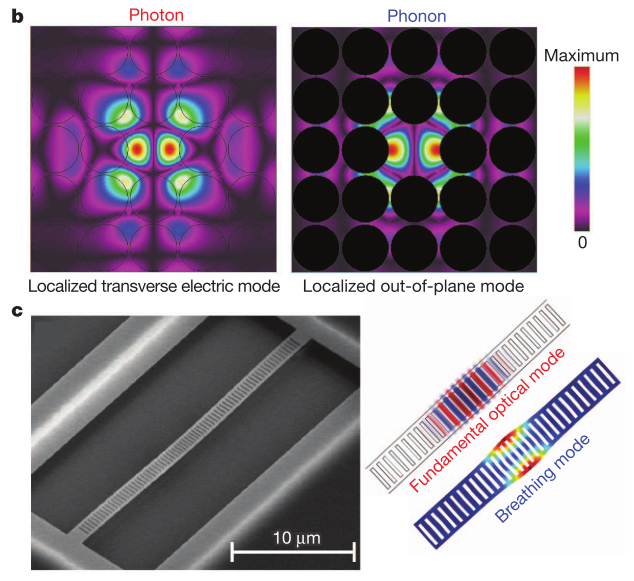 b
Photon
Phonon
Maximum
0
Localized transverse electric mode
Localized out-of-plane mode
c
10 μm
Fundamental optical mode
Breathing mode